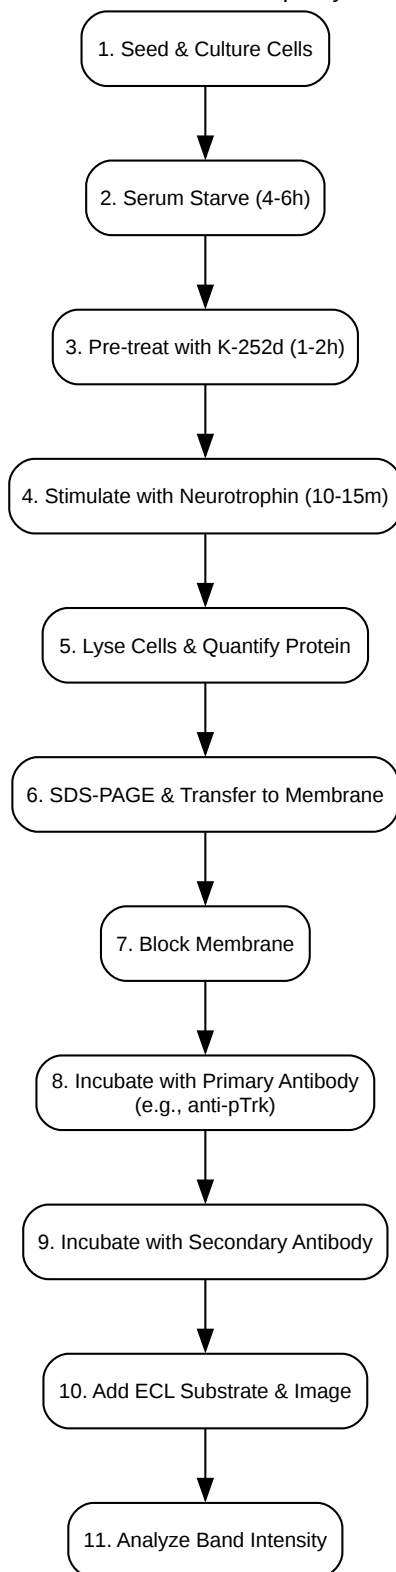 1. Seed & Culture Cells
2. Serum Starve (4-6h)
3. Pre-treat with K-252d (1-2h)
4. Stimulate with Neurotrophin (10-15m)
5. Lyse Cells & Quantify Protein
6. SDS-PAGE & Transfer to Membrane
7. Block Membrane
8. Incubate with Primary Antibody
(e.g., anti-pTrk)
9. Incubate with Secondary Antibody
10. Add ECL Substrate & Image
11. Analyze Band Intensity